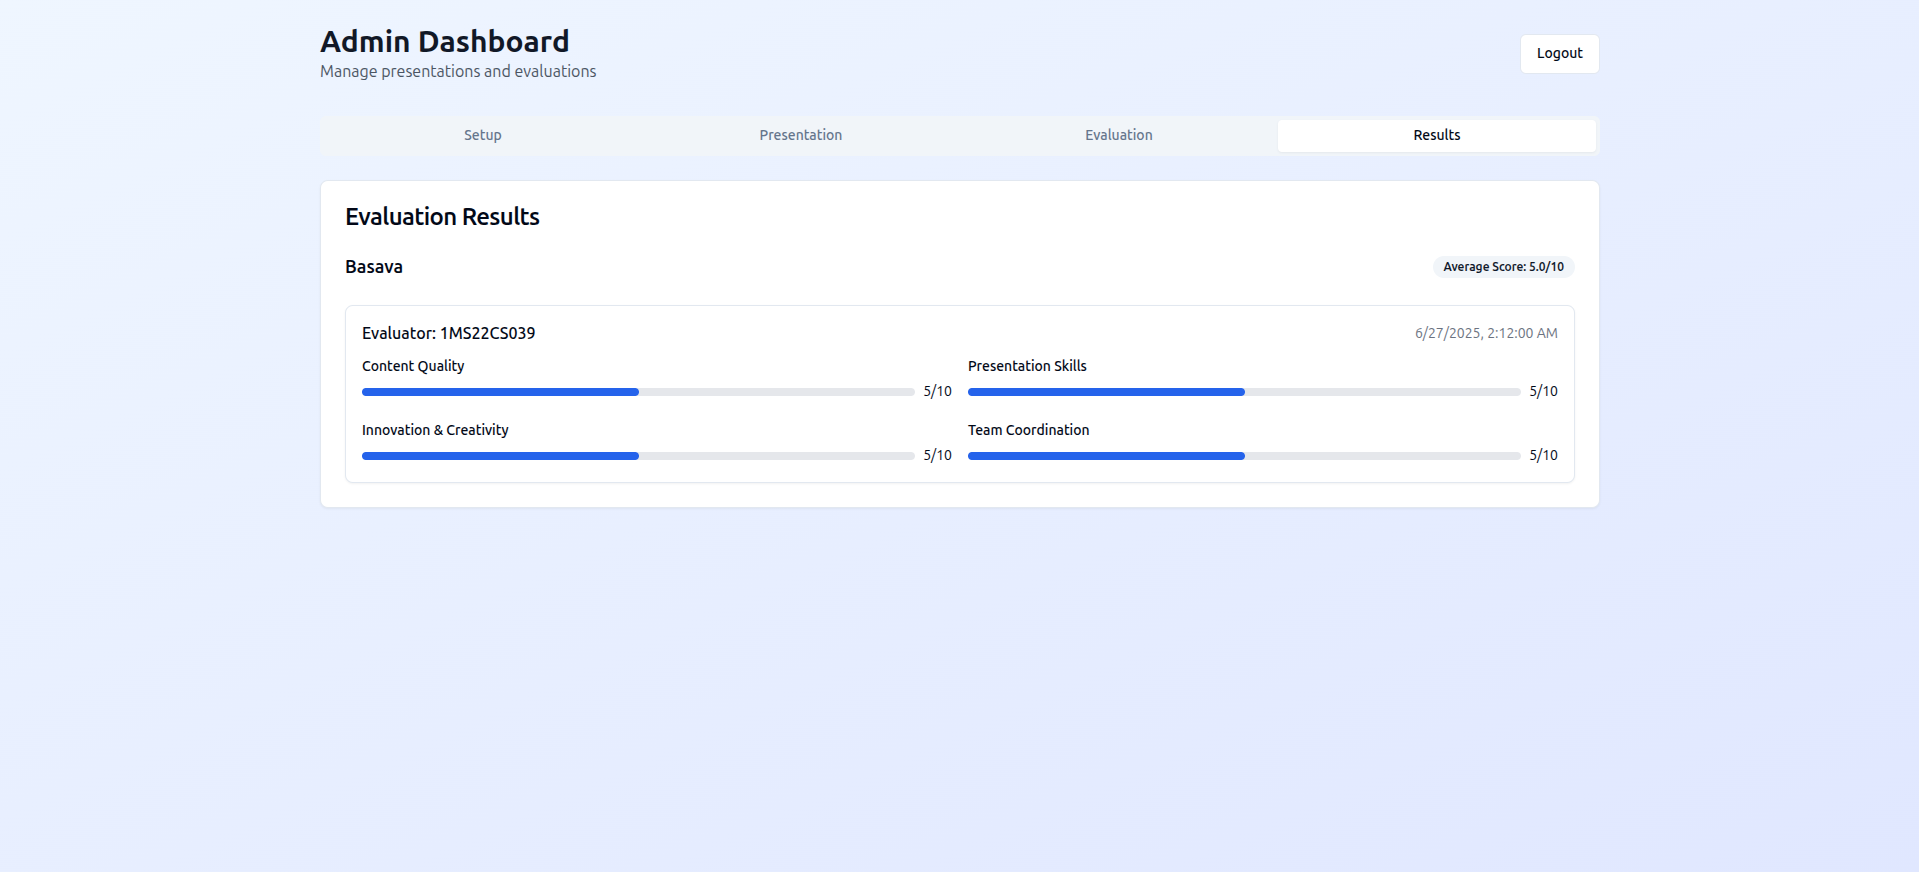 Admin Dashboard
Manage presentations and evaluations
Logout
Setup Presentation Evaluation Results
Evaluation Results
Basava Average Score: 5.0/10
Evaluator: 1MS22CS039 6/27/2025, 2:12:00 AM
Content Quality Presentation Skills
5/10 5/10
Innovation & Creativity Team Coordination
5/10 5/10